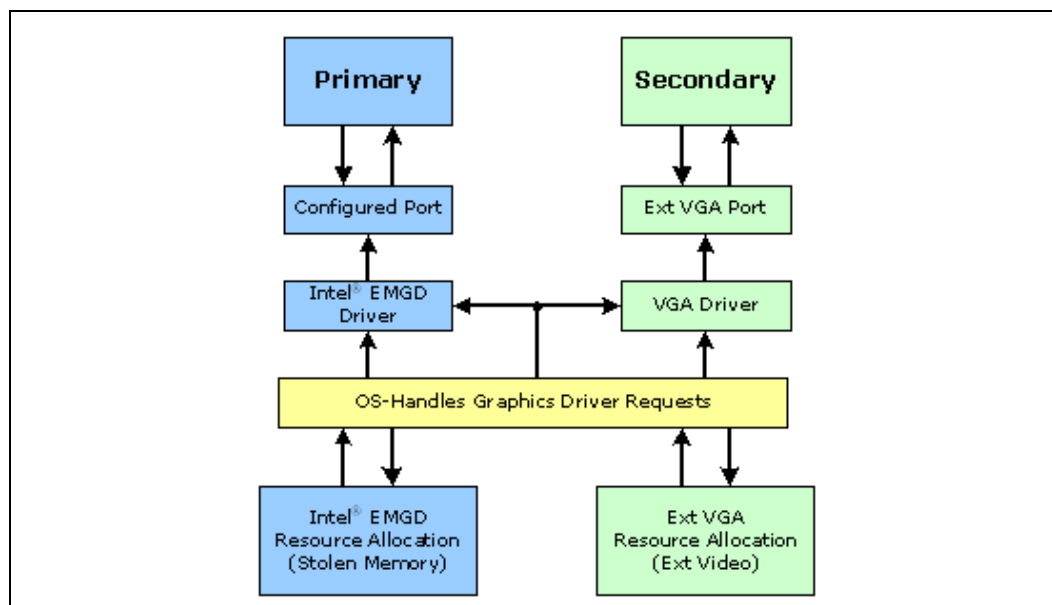 Primary
Secondary
Configured Port
Ext VGA Port
Intel® EMGD
Driver
VGA Driver
OS-Handles Graphics Driver Requests
Intel® EMGD
Resource Allocation
(Stolen Memory)
Ext VGA
Resource Allocation
(Ext Video)